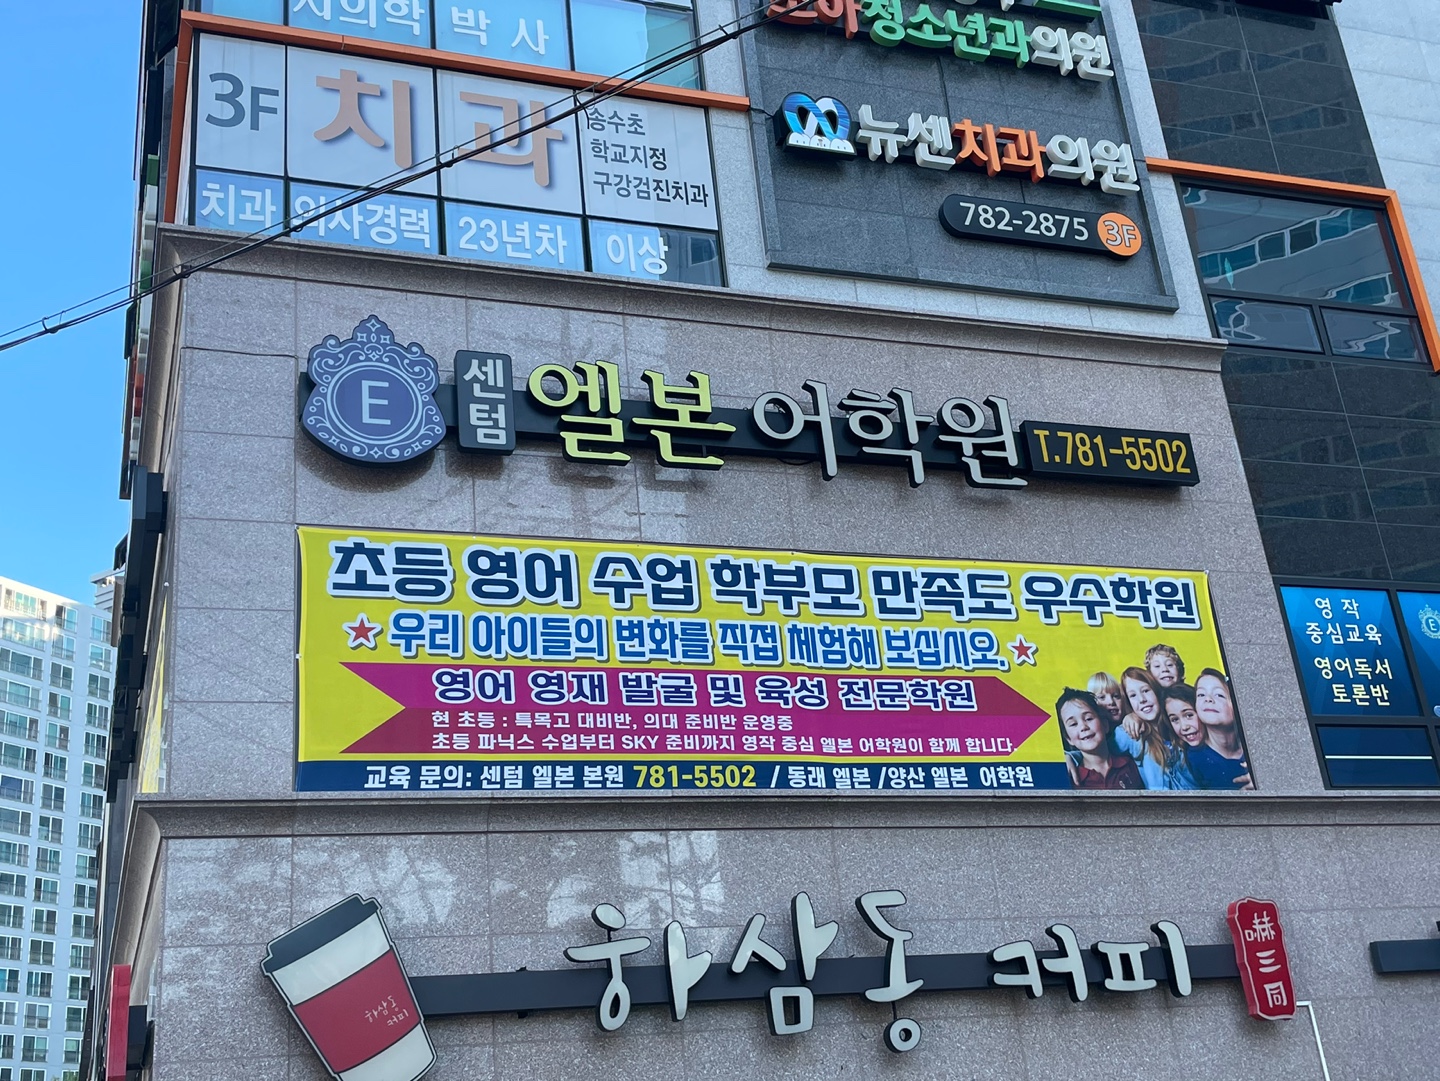 치의학 박사
3F 치과
송수초
학교지정
구강검진치과
치과 의사경력 23년차 이상
소아청소년과의원
뉴센치과의원
782-2875 3F
E
센텀
엘본 어학원
T.781-5502
초등 영어 수업 학부모 만족도 우수학원
★ 우리 아이들의 변화를 직접 체험해 보십시오. ★
영어 영재 발굴 및 육성 전문학원
현 초등 : 특목고 대비반, 의대 준비반 운영중
초등 파닉스 수업부터 SKY 준비까지 영작 중심 엘본 어학원이 함께 합니다.
교육 문의: 센텀 엘본 본원 781-5502 / 동래 엘본 /양산 엘본 어학원
영작
중심교육
영어독서
토론반
E
하삼동 커피
하삼동
커피
嚇
三
同